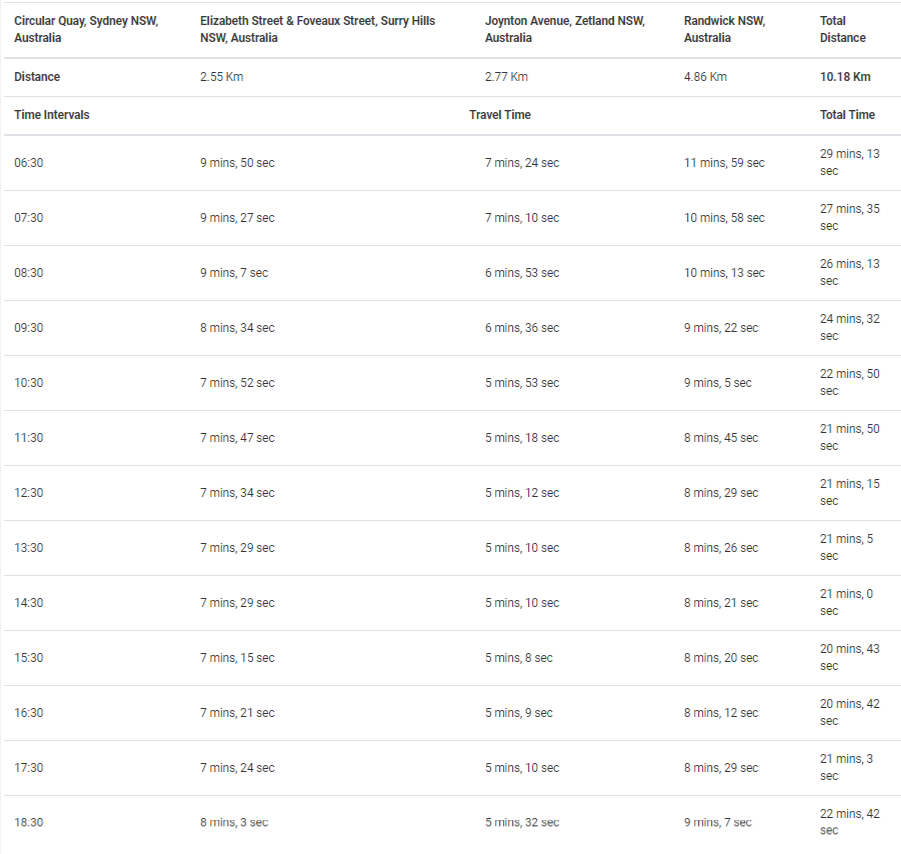 Circular Quay, Sydney NSW, Australia Elizabeth Street & Foveaux Street, Surry Hills NSW, Australia Joynton Avenue, Zetland NSW, Australia Randwick NSW, Australia Total Distance
Distance 2.55 Km 2.77 Km 4.86 Km 10.18 Km
Time Intervals Travel Time Total Time
06:30 9 mins, 50 sec 7 mins, 24 sec 11 mins, 59 sec 29 mins, 13 sec
07:30 9 mins, 27 sec 7 mins, 10 sec 10 mins, 58 sec 27 mins, 35 sec
08:30 9 mins, 7 sec 6 mins, 53 sec 10 mins, 13 sec 26 mins, 13 sec
09:30 8 mins, 34 sec 6 mins, 36 sec 9 mins, 22 sec 24 mins, 32 sec
10:30 7 mins, 52 sec 5 mins, 53 sec 9 mins, 5 sec 22 mins, 50 sec
11:30 7 mins, 47 sec 5 mins, 18 sec 8 mins, 45 sec 21 mins, 50 sec
12:30 7 mins, 34 sec 5 mins, 12 sec 8 mins, 29 sec 21 mins, 15 sec
13:30 7 mins, 29 sec 5 mins, 10 sec 8 mins, 26 sec 21 mins, 5 sec
14:30 7 mins, 29 sec 5 mins, 10 sec 8 mins, 21 sec 21 mins, 0 sec
15:30 7 mins, 15 sec 5 mins, 8 sec 8 mins, 20 sec 20 mins, 43 sec
16:30 7 mins, 21 sec 5 mins, 9 sec 8 mins, 12 sec 20 mins, 42 sec
17:30 7 mins, 24 sec 5 mins, 10 sec 8 mins, 29 sec 21 mins, 3 sec
18:30 8 mins, 3 sec 5 mins, 32 sec 9 mins, 7 sec 22 mins, 42 sec